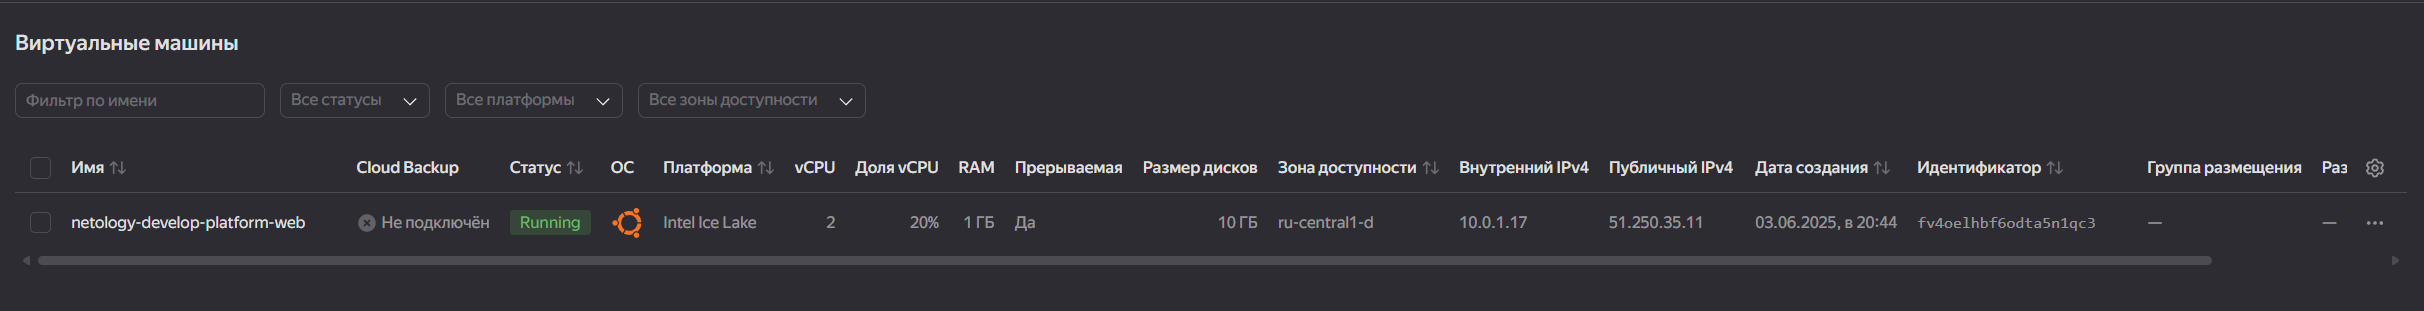 Виртуальные машины
Фильтр по имени Все статусы Все платформы Все зоны доступности
Имя Cloud Backup Статус ОС Платформа vCPU Доля vCPU RAM Прерываемая Размер дисков Зона доступности Внутренний IPv4 Публичный IPv4 Дата создания Идентификатор Группа размещения Раз
netology-develop-platform-web Не подключён Running Intel Ice Lake 2 20% 1 ГБ Да 10 ГБ ru-central1-d 10.0.1.17 51.250.35.11 03.06.2025, в 20:44 fv4oelhbf6odta5n1qc3 — —